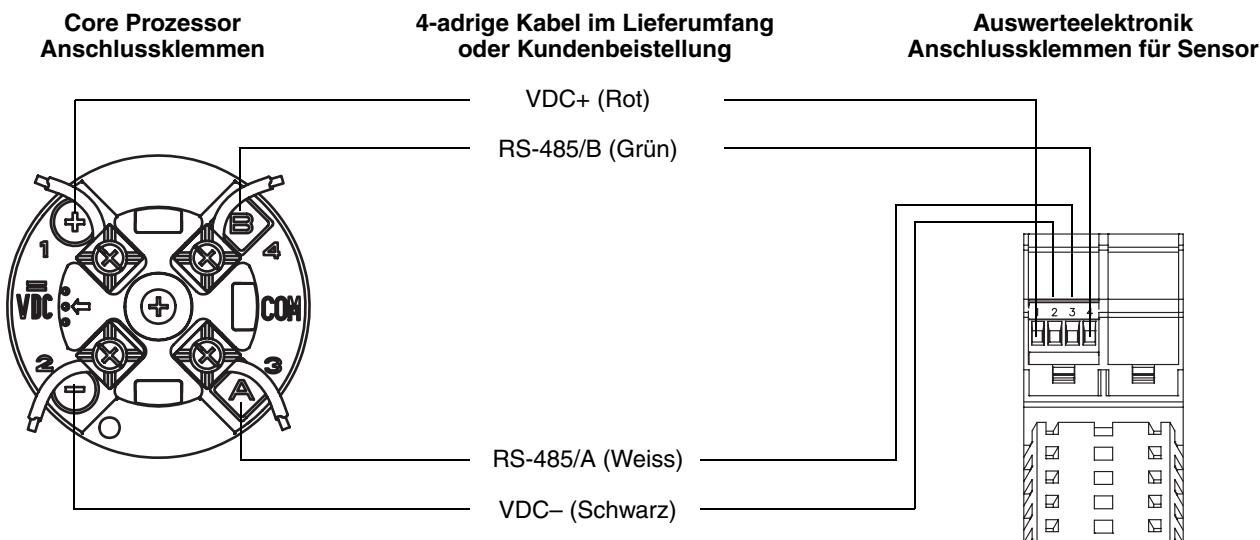 Core Prozessor
Anschlussklemmen
4-adrige Kabel im Lieferumfang
oder Kundenbeistellung
Auswerteelektronik
Anschlussklemmen für Sensor
VDC+ (Rot)
RS-485/B (Grün)
+
B
1
4
VDC
COM
2
3
–
A
1 2 3 4
RS-485/A (Weiss)
VDC– (Schwarz)